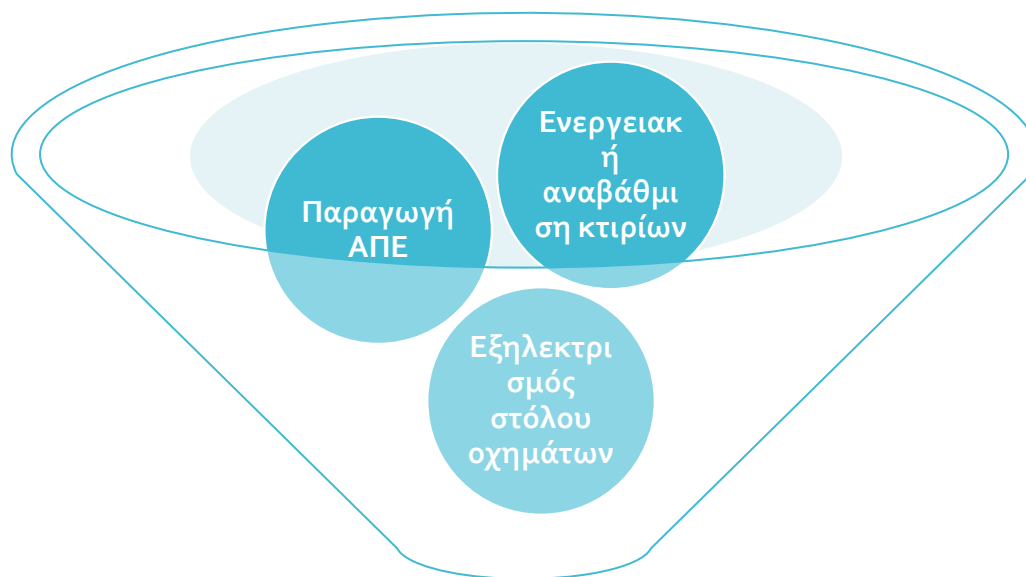 Ενεργειακ
ή
αναβάθμι
ση κτιρίων
Παραγωγή
ΑΠΕ
Εξηλεκτρι
σμός
στόλου
οχημάτων